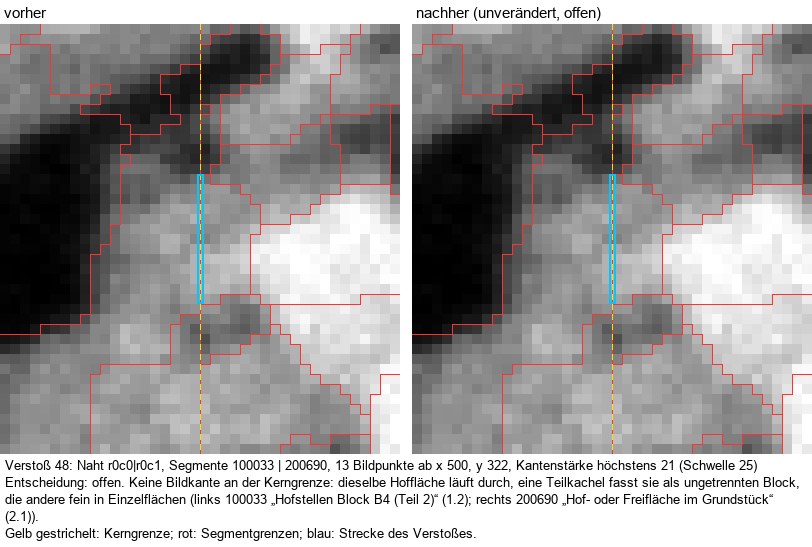 vorher
nachher (unverändert, offen)
Verstoß 48: Naht r0c0|r0c1, Segmente 100033 | 200690, 13 Bildpunkte ab x 500, y 322, Kantenstärke höchstens 21 (Schwelle 25)
Entscheidung: offen. Keine Bildkante an der Kerngrenze: dieselbe Hoffläche läuft durch, eine Teilkachel fasst sie als ungetrennten Block,
die andere fein in Einzelflächen (links 100033 „Hofstellen Block B4 (Teil 2)“ (1.2); rechts 200690 „Hof- oder Freifläche im Grundstück“
(2.1)).
Gelb gestrichelt: Kerngrenze; rot: Segmentgrenzen; blau: Strecke des Verstoßes.